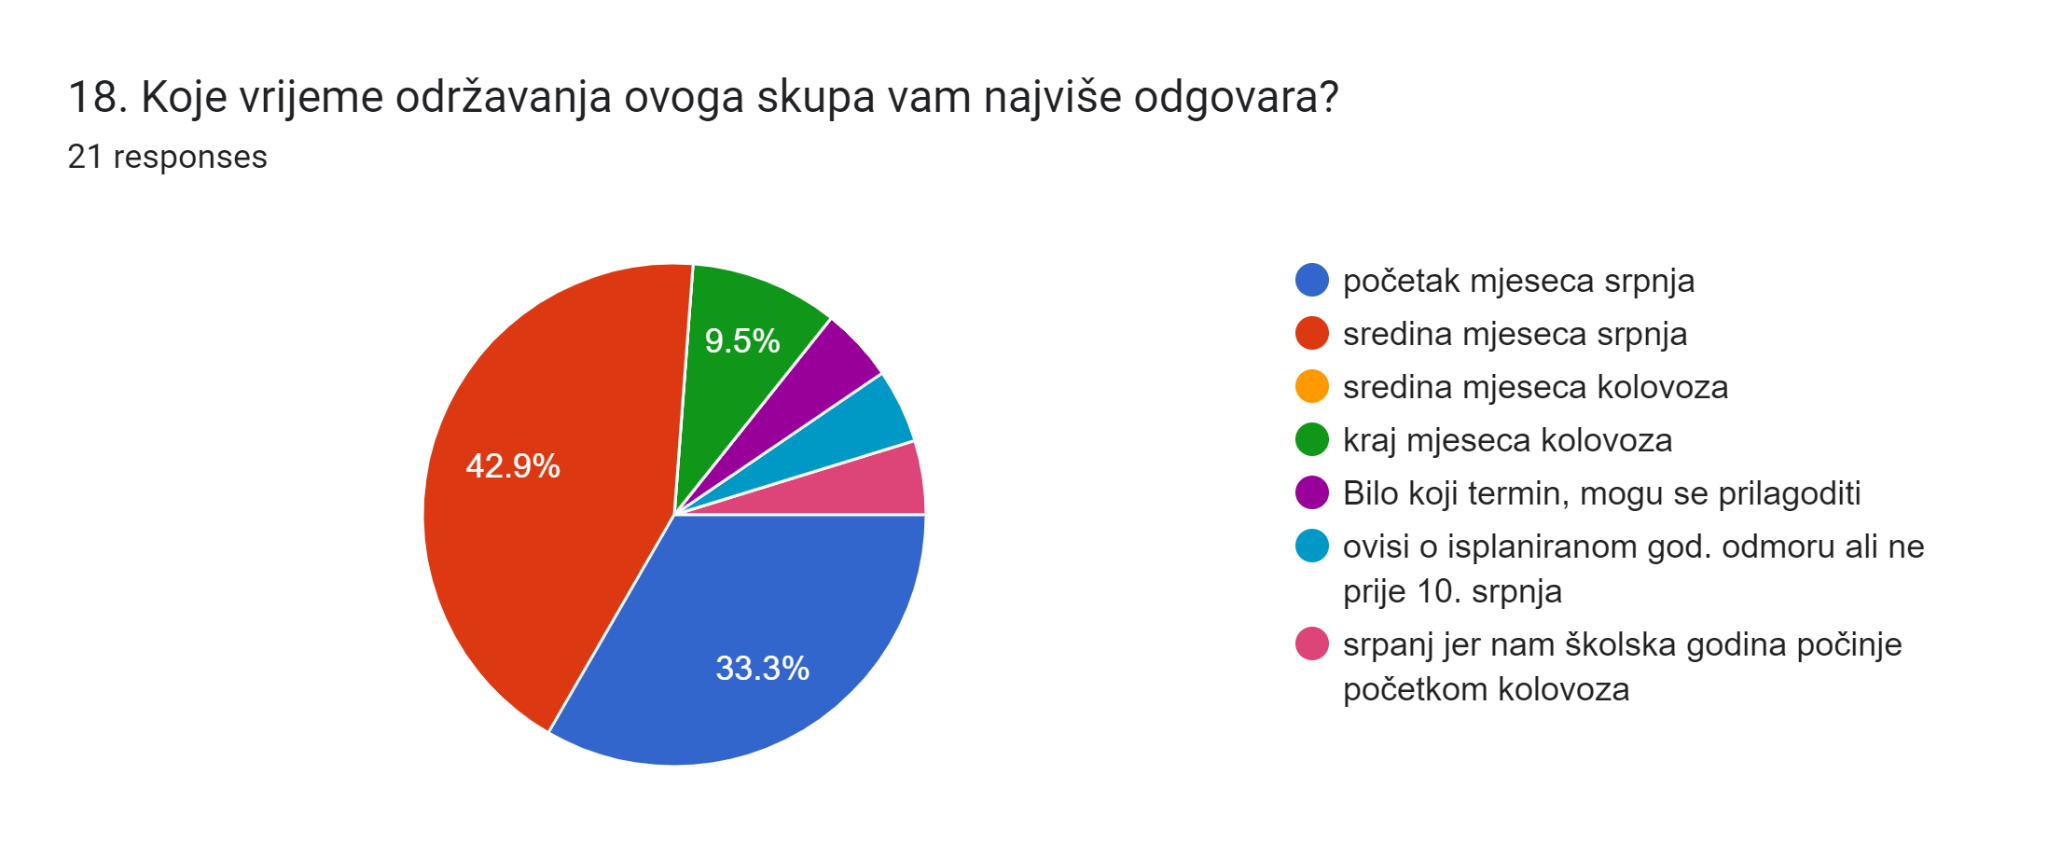 18. Koje vrijeme održavanja ovoga skupa vam najviše odgovara?
21 responses
9.5%
42.9%
33.3%
početak mjeseca srpnja
sredina mjeseca srpnja
sredina mjeseca kolovoza
kraj mjeseca kolovoza
Bilo koji termin, mogu se prilagoditi
ovisi o isplaniranom god. odmoru ali ne
prije 10. srpnja
srpanj jer nam školska godina počinje
početkom kolovoza